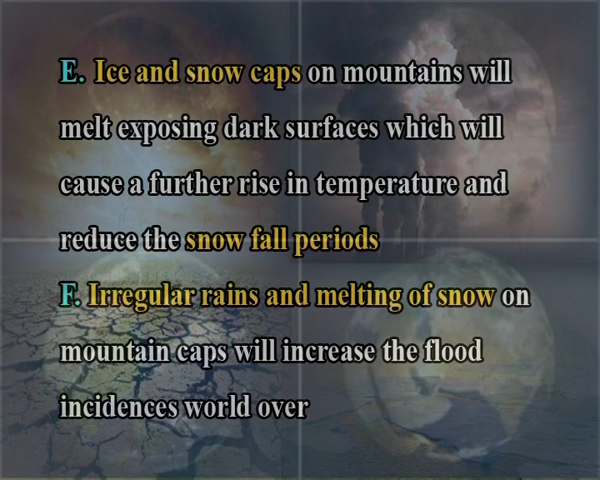 E. Ice and snow caps on mountains will
melt exposing dark surfaces which will
cause a further rise in temperature and
reduce the snow fall periods
F. Irregular rains and melting of snow on
mountain caps will increase the flood
incidences world over